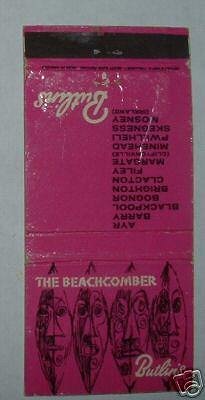 AYR
BARRY
BLACKPOOL
BOGNOR
BRIGHTON
CLACTON
FILEY
MARGATE
(CLIFTONVILLE)
MINEHEAD
PWLLHELI
SKEGNESS
MOSNEY
(IRELAND)
Butlin's
THE BEACHCOMBER
Butlin's